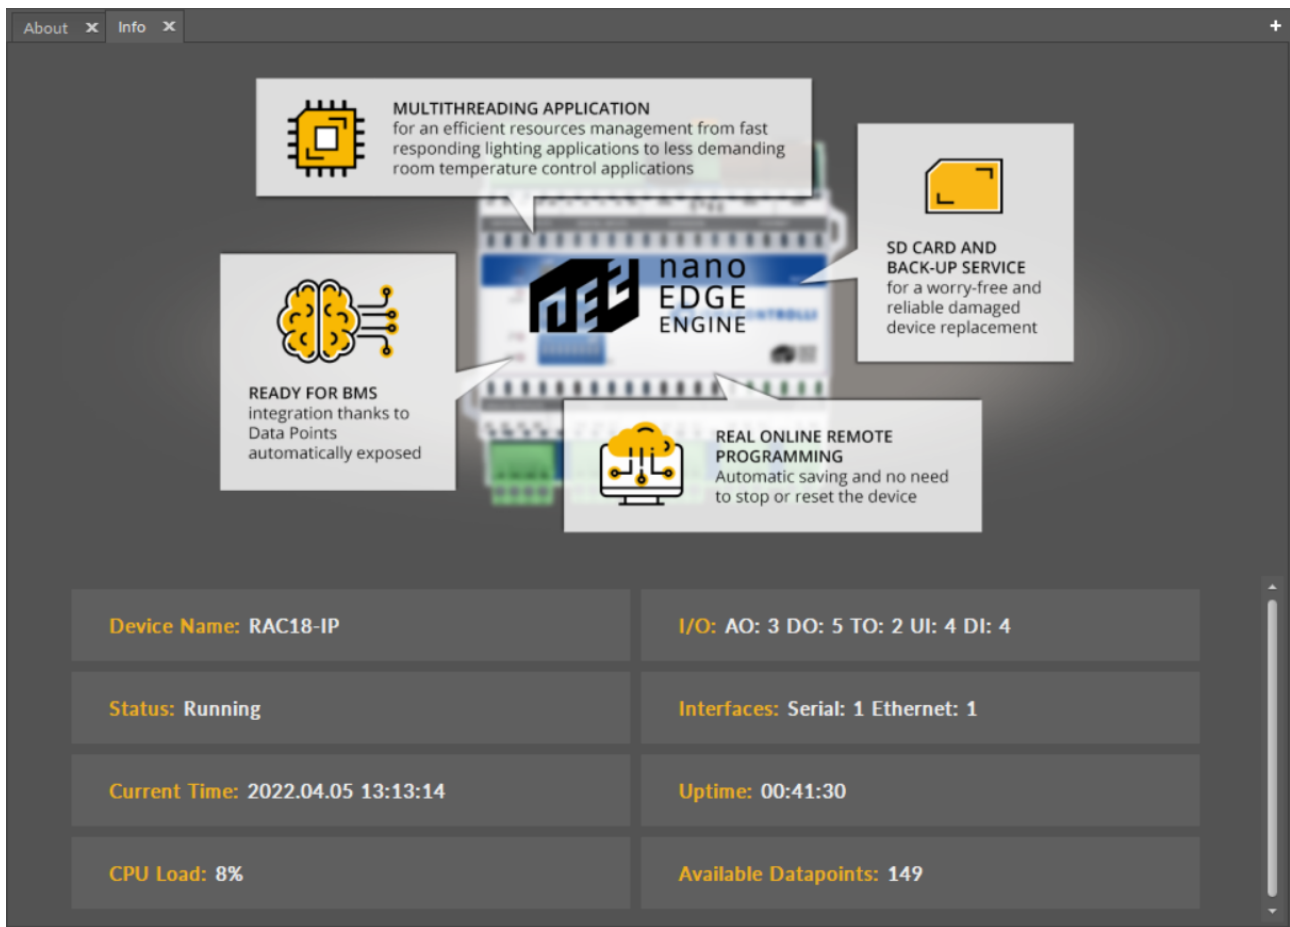 About
Info
MULTITHREADING APPLICATION
for an efficient resources management from fast
responding lighting applications to less demanding
room temperature control applications
SD CARD AND
BACK-UP SERVICE
for a worry-free and
reliable damaged
device replacement
nano
EDGE
ENGINE
READY FOR BMS
integration thanks to
Data Points
automatically exposed
REAL ONLINE REMOTE
PROGRAMMING
Automatic saving and no need
to stop or reset the device
Device Name: RAC18-IP
I/O: AO: 3 DO: 5 TO: 2 UI: 4 DI: 4
Status: Running
Interfaces: Serial: 1 Ethernet: 1
Current Time: 2022.04.05 13:13:14
Uptime: 00:41:30
CPU Load: 8%
Available Datapoints: 149